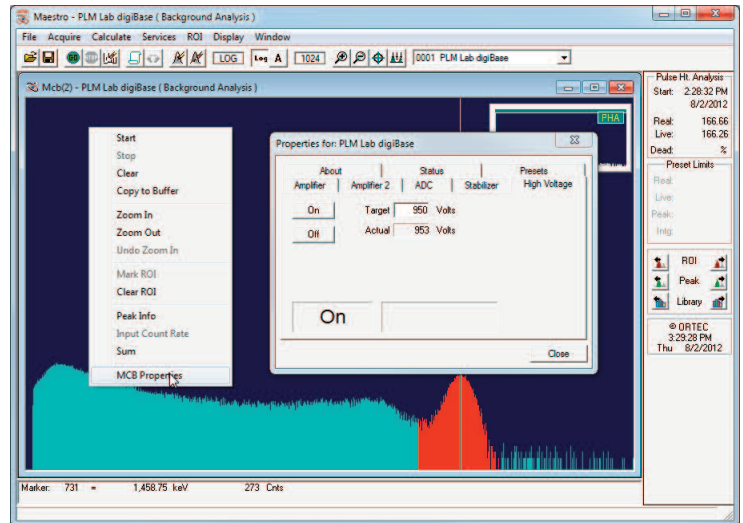 Maestro - PLM Lab digiBase ( Background Analysis )
File Acquire Calculate Services ROI Display Window
GO LOG Log A 1024 0001 PLM Lab digiBase
Mcb(2) - PLM Lab digiBase ( Background Analysis )
PHA
Start
Stop
Clear
Copy to Buffer
Zoom In
Zoom Out
Undo Zoom In
Mark ROI
Clear ROI
Peak Info
Input Count Rate
Sum
MCB Properties
Properties for: PLM Lab digiBase
About Status Presets
Amplifier Amplifier 2 ADC Stabilizer High Voltage
On Target 950 Volts
Off Actual 953 Volts
On
Close
Pulse Ht. Analysis
Start: 2:28:32 PM
8/2/2012
Real: 166.66
Live: 166.26
Dead: %
Preset Limits
Real:
Live:
Peak:
Intg:
ROI
Peak
Library
© ORTEC
3:29:28 PM
Thu 8/2/2012
Marker: 731 = 1,458.75 keV 273 Cnts